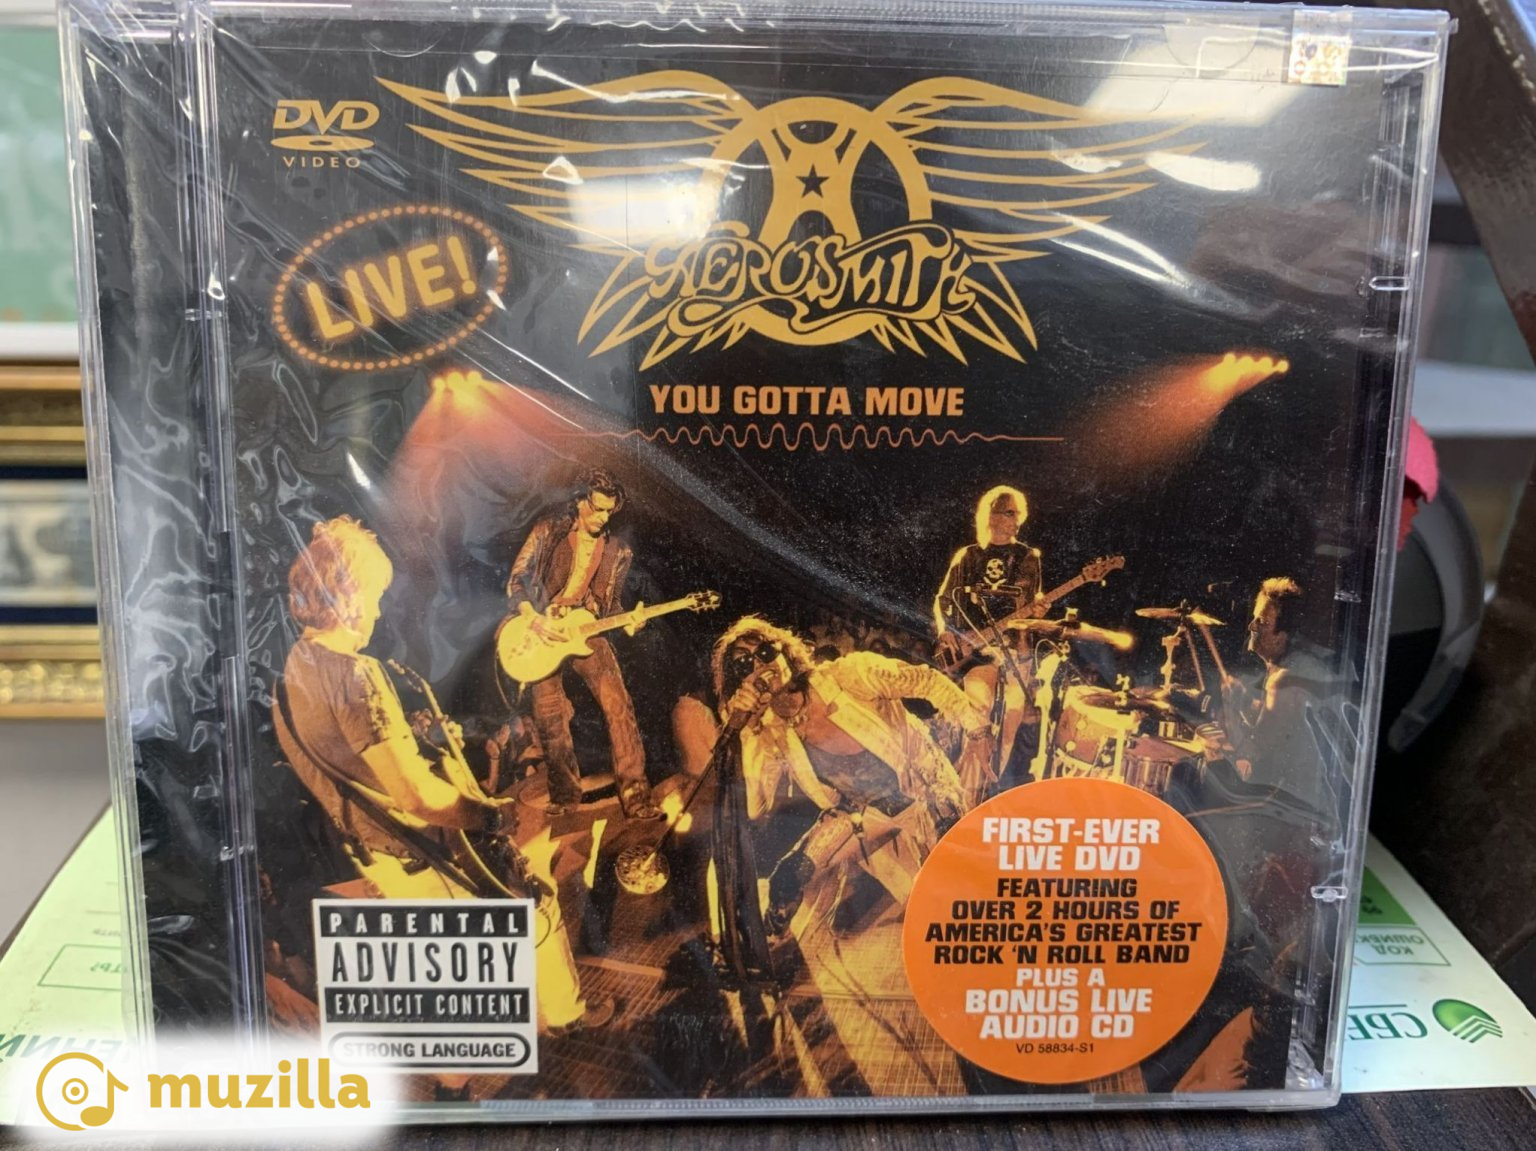 DVD
VIDEO
LIVE!
AEROSMITH
YOU GOTTA MOVE
FIRST-EVER
LIVE DVD
FEATURING
OVER 2 HOURS OF
AMERICA'S GREATEST
ROCK 'N ROLL BAND
PLUS A
BONUS LIVE
AUDIO CD
VD 58834-S1
PARENTAL
ADVISORY
EXPLICIT CONTENT
STRONG LANGUAGE
muzilla